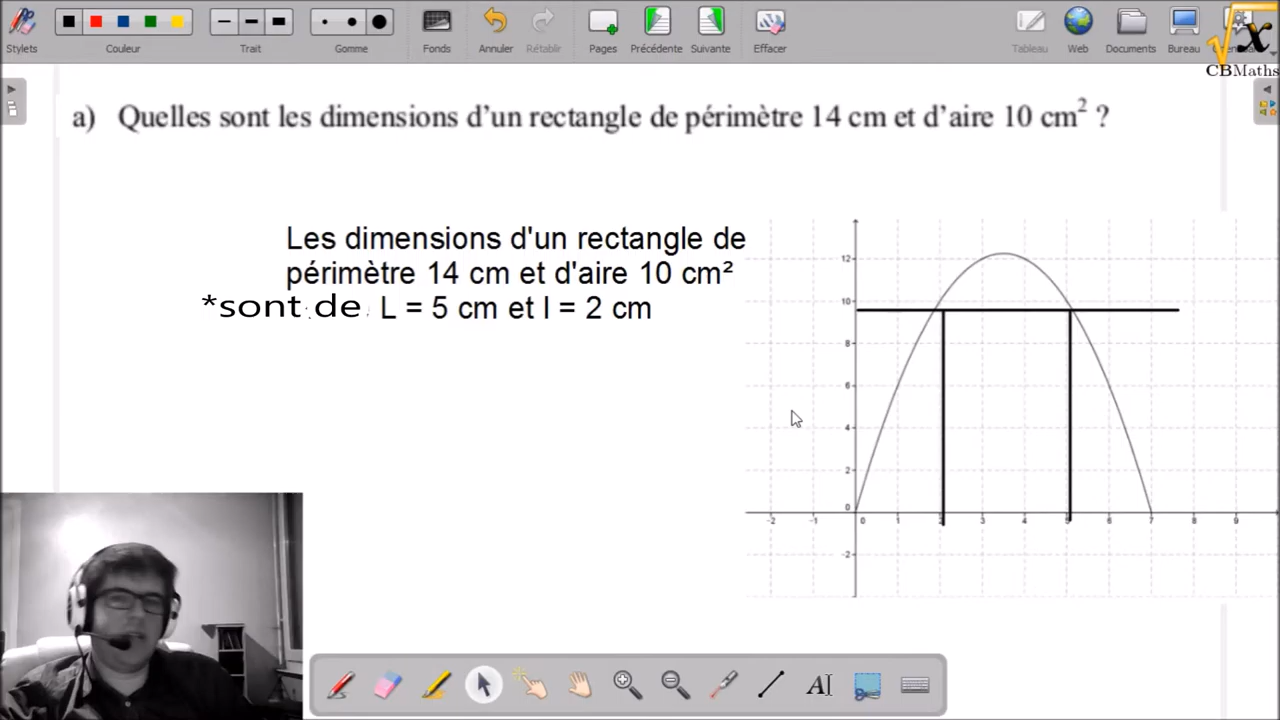 Stylets
Couleur
Trait
Gomme
Fonds
Annuler
Rétablir
Pages
Précédente
Suivante
Effacer
Tableau
Web
Documents
Bureau
√x
CBMaths
a) Quelles sont les dimensions d’un rectangle de périmètre 14 cm et d’aire 10 cm² ?
Les dimensions d'un rectangle de
périmètre 14 cm et d'aire 10 cm²
*sont de L = 5 cm et l = 2 cm
12
10
8
6
4
2
0
-2
-2 -1 0 1 2 3 4 5 6 7 8 9
AI